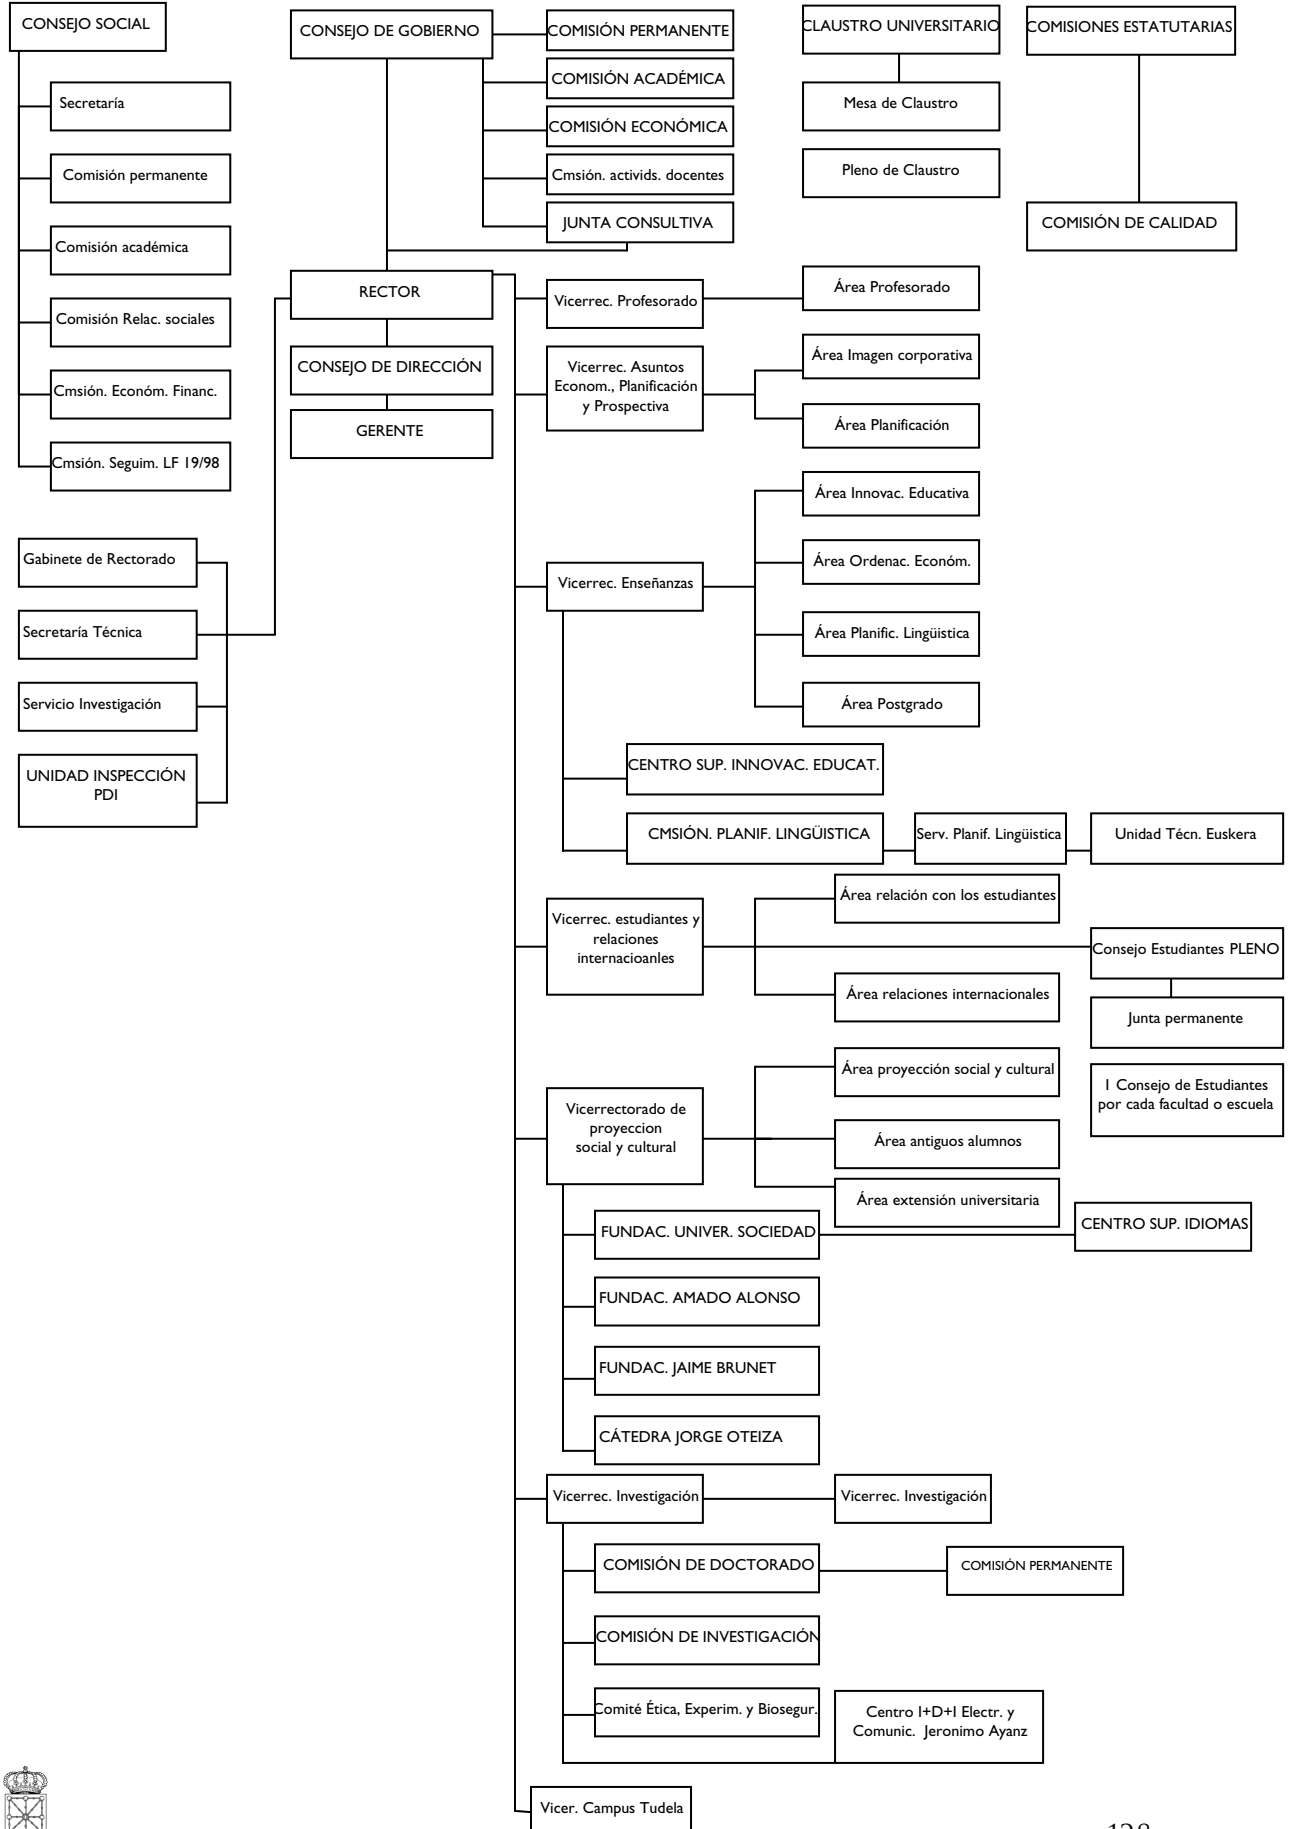 CONSEJO SOCIAL
Secretaría
Comisión permanente
Comisión académica
Comisión Relac. sociales
Cmsión. Económ. Financ.
Cmsión. Seguim. LF 19/98
Gabinete de Rectorado
Secretaría Técnica
Servicio Investigación
UNIDAD INSPECCIÓN
PDI
CONSEJO DE GOBIERNO
COMISIÓN PERMANENTE
COMISIÓN ACADÉMICA
COMISIÓN ECONÓMICA
Cmsión. activids. docentes
JUNTA CONSULTIVA
CLAUSTRO UNIVERSITARIO
Mesa de Claustro
Pleno de Claustro
COMISIONES ESTATUTARIAS
COMISIÓN DE CALIDAD
RECTOR
CONSEJO DE DIRECCIÓN
GERENTE
Vicerrec. Profesorado
Área Profesorado
Vicerrec. Asuntos
Econom., Planificación
y Prospectiva
Área Imagen corporativa
Área Planificación
Vicerrec. Enseñanzas
Área Innovac. Educativa
Área Ordenac. Económ.
Área Planific. Lingüistica
Área Postgrado
CENTRO SUP. INNOVAC. EDUCAT.
CMSIÓN. PLANIF. LINGÜISTICA
Serv. Planif. Lingüistica
Unidad Técn. Euskera
Vicerrec. estudiantes y
relaciones
internacioanles
Área relación con los estudiantes
Área relaciones internacionales
Consejo Estudiantes PLENO
Junta permanente
1 Consejo de Estudiantes
por cada facultad o escuela
Vicerrectorado de
proyeccion
social y cultural
Área proyección social y cultural
Área antiguos alumnos
Área extensión universitaria
FUNDAC. UNIVER. SOCIEDAD
CENTRO SUP. IDIOMAS
FUNDAC. AMADO ALONSO
FUNDAC. JAIME BRUNET
CÁTEDRA JORGE OTEIZA
Vicerrec. Investigación
Vicerrec. Investigación
COMISIÓN DE DOCTORADO
COMISIÓN PERMANENTE
COMISIÓN DE INVESTIGACIÓN
Comité Ética, Experim. y Biosegur.
Centro I+D+I Electr. y
Comunic. Jeronimo Ayanz
Vicer. Campus Tudela